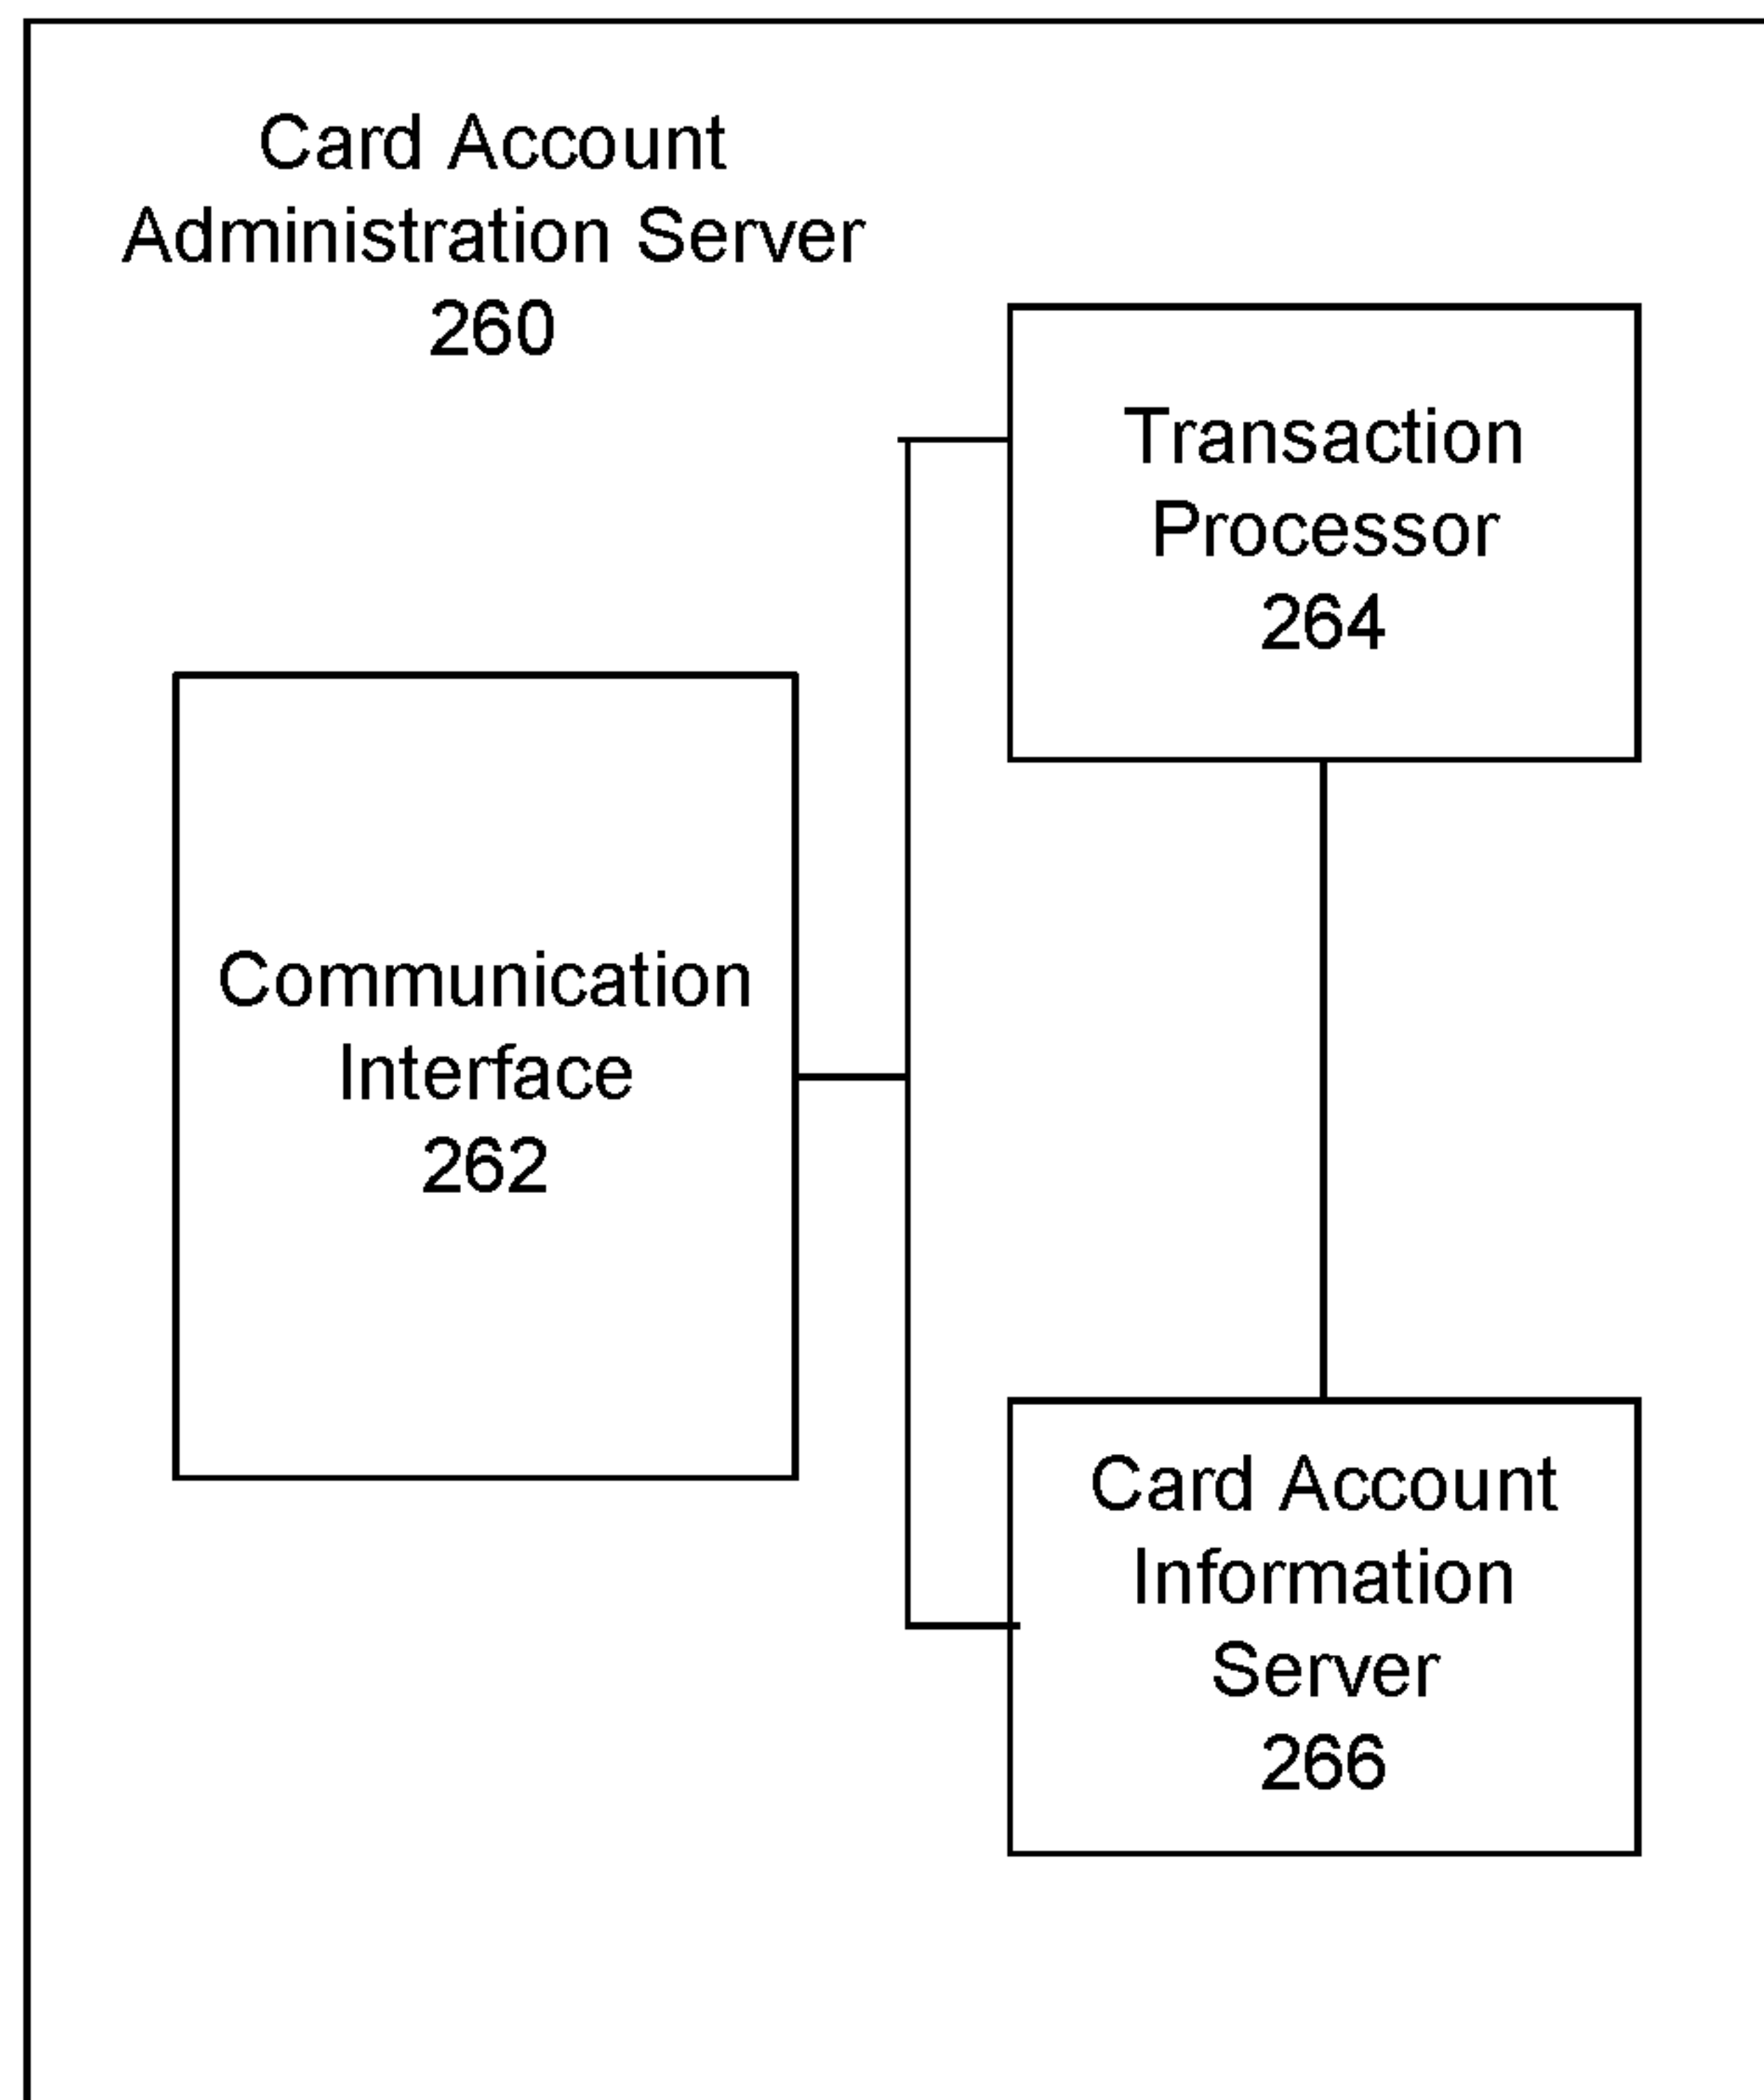 Card Account
Administration Server
260
Transaction
Processor
264
Communication
Interface
262
Card Account
Information
Server
266